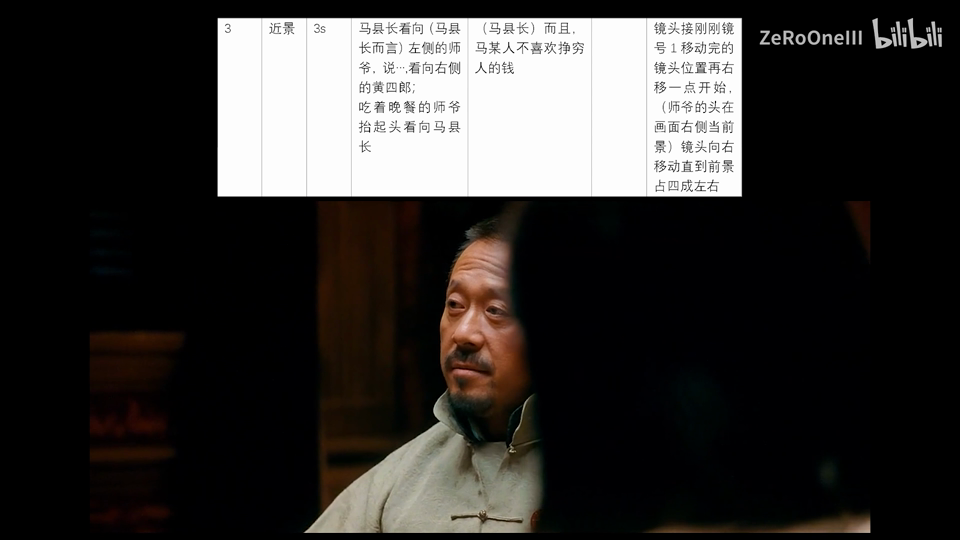 ZeRoOneIII bilibili
3
近景
3s
马县长看向（马县
长而言）左侧的师
爷，说…,看向右侧
的黄四郎；
吃着晚餐的师爷
抬起头看向马县
长
（马县长）而且，
马某人不喜欢挣穷
人的钱
镜头接刚刚镜
号 1 移动完的
镜头位置再右
移一点开始，
（师爷的头在
画面右侧当前
景）镜头向右
移动直到前景
占四成左右